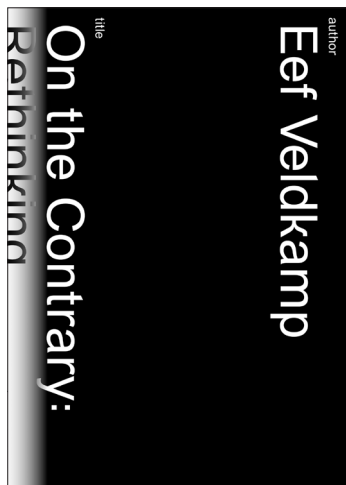 author
Eef Veldkamp
title
On the Contrary:
Rethinking